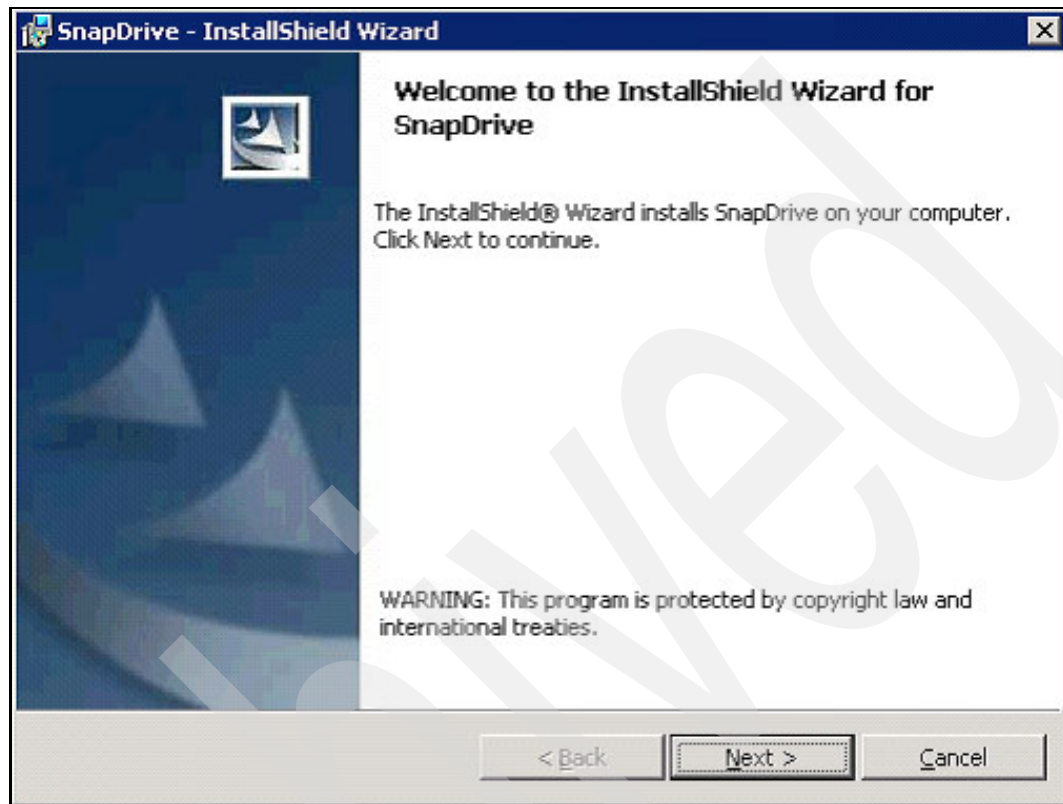 SnapDrive - InstallShield Wizard
Welcome to the InstallShield Wizard for
SnapDrive
The InstallShield® Wizard installs SnapDrive on your computer.
Click Next to continue.
WARNING: This program is protected by copyright law and
international treaties.
< Back
Next >
Cancel